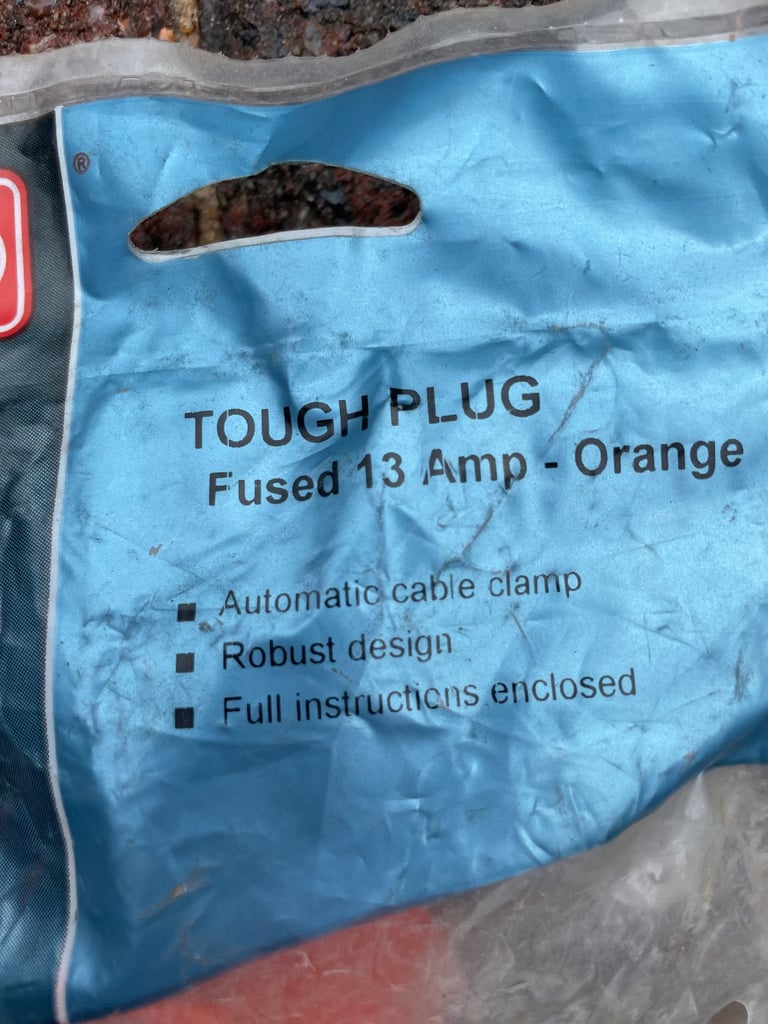 ®
TOUGH PLUG
Fused 13 Amp - Orange
■ Automatic cable clamp
■ Robust design
■ Full instructions enclosed